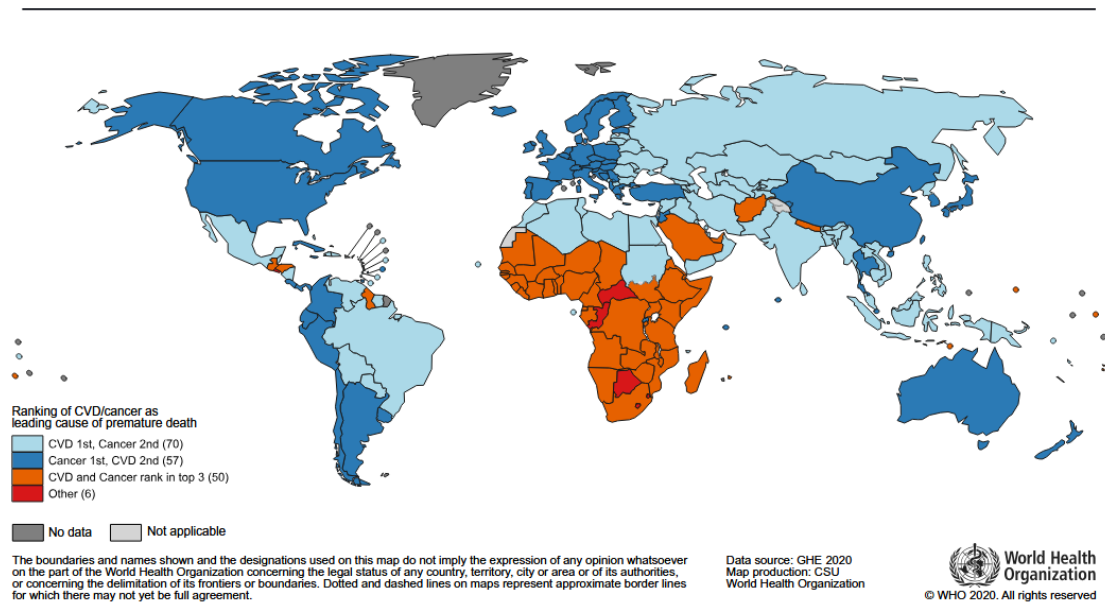 Ranking of CVD/cancer as
leading cause of premature death
CVD 1st, Cancer 2nd (70)
Cancer 1st, CVD 2nd (57)
CVD and Cancer rank in top 3 (50)
Other (6)
No data
Not applicable
The boundaries and names shown and the designations used on this map do not imply the expression of any opinion whatsoever
on the part of the World Health Organization concerning the legal status of any country, territory, city or area or of its authorities,
or concerning the delimitation of its frontiers or boundaries. Dotted and dashed lines on maps represent approximate border lines
for which there may not yet be full agreement.
Data source: GHE 2020
Map production: CSU
World Health Organization
World Health
Organization
© WHO 2020. All rights reserved